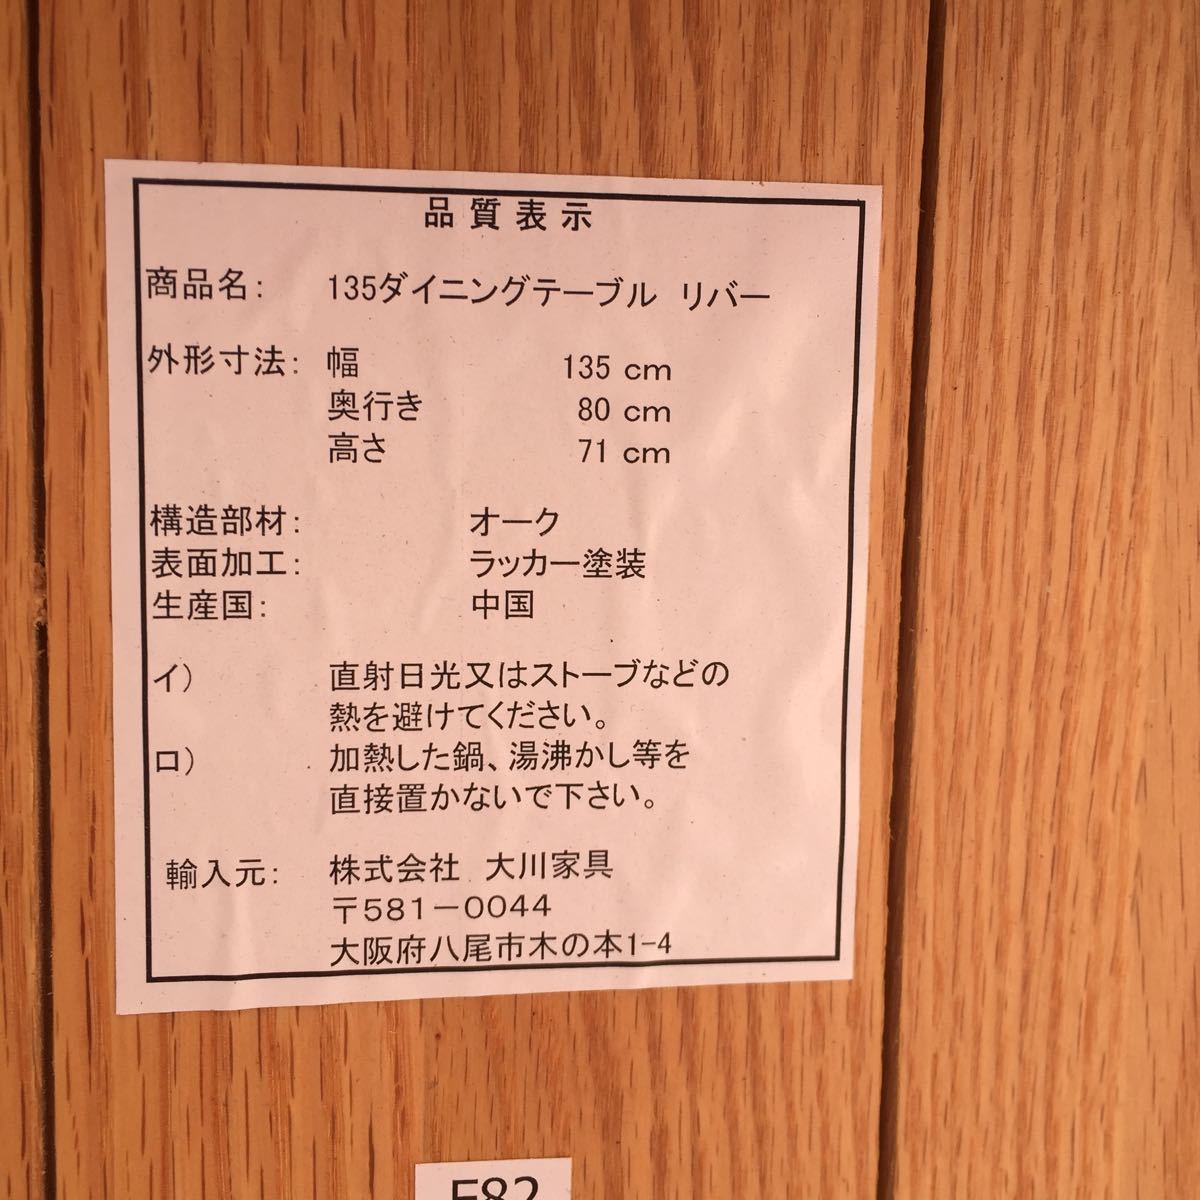 品質表示
商品名: 135ダイニングテーブル リバー
外形寸法: 幅 135 cm
奥行き 80 cm
高さ 71 cm
構造部材: オーク
表面加工: ラッカー塗装
生産国: 中国
イ) 直射日光又はストーブなどの
熱を避けてください。
ロ) 加熱した鍋、湯沸かし等を
直接置かないで下さい。
輸入元: 株式会社 大川家具
〒581-0044
大阪府八尾市木の本1-4
F82